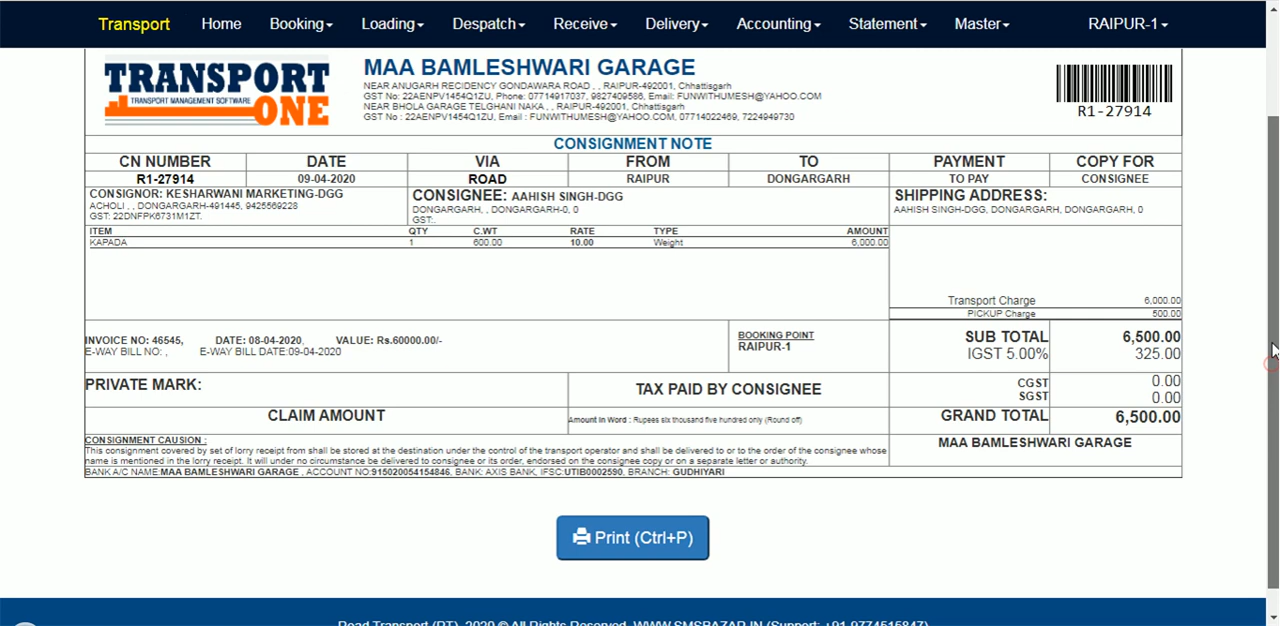 Transport Home Booking Loading Despatch Receive Delivery Accounting Statement Master RAIPUR-1
TRANSPORT
TRANSPORT MANAGEMENT SOFTWARE
ONE
MAA BAMLESHWARI GARAGE
NEAR ANUGARH RECIDENCY GONDAWARA ROAD , , RAIPUR-492001, Chhattisgarh
GST No: 22AENPV1454Q1ZU, Phone: 07714917037, 9827409586, Email: FUNWITHUMESH@YAHOO.COM
NEAR BHOLA GARAGE TELGHANI NAKA , , RAIPUR-492001, Chhattisgarh
GST No : 22AENPV1454Q1ZU, Email : FUNWITHUMESH@YAHOO.COM, 07714022469, 7224949730
R1-27914
CONSIGNMENT NOTE
CN NUMBER DATE VIA FROM TO PAYMENT COPY FOR
R1-27914 09-04-2020 ROAD RAIPUR DONGARGARH TO PAY CONSIGNEE
CONSIGNOR: KESHARWANI MARKETING-DGG
ACHOLI , , DONGARGARH-491445, 9425569228
GST: 22DNFPK6731M1ZT.
CONSIGNEE: AAHISH SINGH-DGG
DONGARGARH, , DONGARGARH-0, 0
GST:.
SHIPPING ADDRESS:
AAHISH SINGH-DGG, DONGARGARH, DONGARGARH, 0
ITEM QTY C.WT RATE TYPE AMOUNT
KAPADA 1 600.00 10.00 Weight 6,000.00
Transport Charge 6,000.00
PICKUP Charge 500.00
INVOICE NO: 46545, DATE: 08-04-2020, VALUE: Rs.60000.00/-
E-WAY BILL NO: , E-WAY BILL DATE:09-04-2020
BOOKING POINT
RAIPUR-1
SUB TOTAL 6,500.00
IGST 5.00% 325.00
PRIVATE MARK:
TAX PAID BY CONSIGNEE
CGST 0.00
SGST 0.00
CLAIM AMOUNT
Amount In Word : Rupees six thousand five hundred only (Round off)
GRAND TOTAL 6,500.00
CONSIGNMENT CAUSION :
This consignment covered by set of lorry receipt from shall be stored at the destination under the control of the transport operator and shall be delivered to or to the order of the consignee whose
name is mentioned in the lorry receipt. It will under no circumstance be delivered to consignee or its order, endorsed on the consignee copy or on a separate letter or authority.
MAA BAMLESHWARI GARAGE
BANK A/C NAME:MAA BAMLESHWARI GARAGE , ACCOUNT NO:915020054154846, BANK: AXIS BANK, IFSC:UTIB0002590, BRANCH: GUDHIYARI
Print (Ctrl+P)
Road Transport (RT), 2020 © All Rights Reserved. WWW.SMSBAZAR.IN (Support: +91-9774515847)